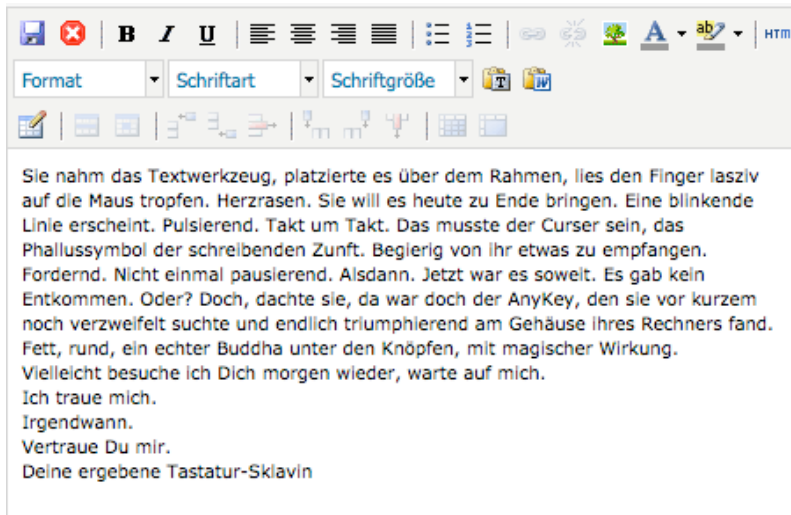 B I U HTM
Format Schriftart Schriftgröße
Sie nahm das Textwerkzeug, platzierte es über dem Rahmen, lies den Finger lasziv
auf die Maus tropfen. Herzrasen. Sie will es heute zu Ende bringen. Eine blinkende
Linie erscheint. Pulsierend. Takt um Takt. Das musste der Curser sein, das
Phallussymbol der schreibenden Zunft. Begierig von ihr etwas zu empfangen.
Fordernd. Nicht einmal pausierend. Alsdann. Jetzt war es soweit. Es gab kein
Entkommen. Oder? Doch, dachte sie, da war doch der AnyKey, den sie vor kurzem
noch verzweifelt suchte und endlich triumphierend am Gehäuse ihres Rechners fand.
Fett, rund, ein echter Buddha unter den Knöpfen, mit magischer Wirkung.
Vielleicht besuche ich Dich morgen wieder, warte auf mich.
Ich traue mich.
Irgendwann.
Vertraue Du mir.
Deine ergebene Tastatur-Sklavin